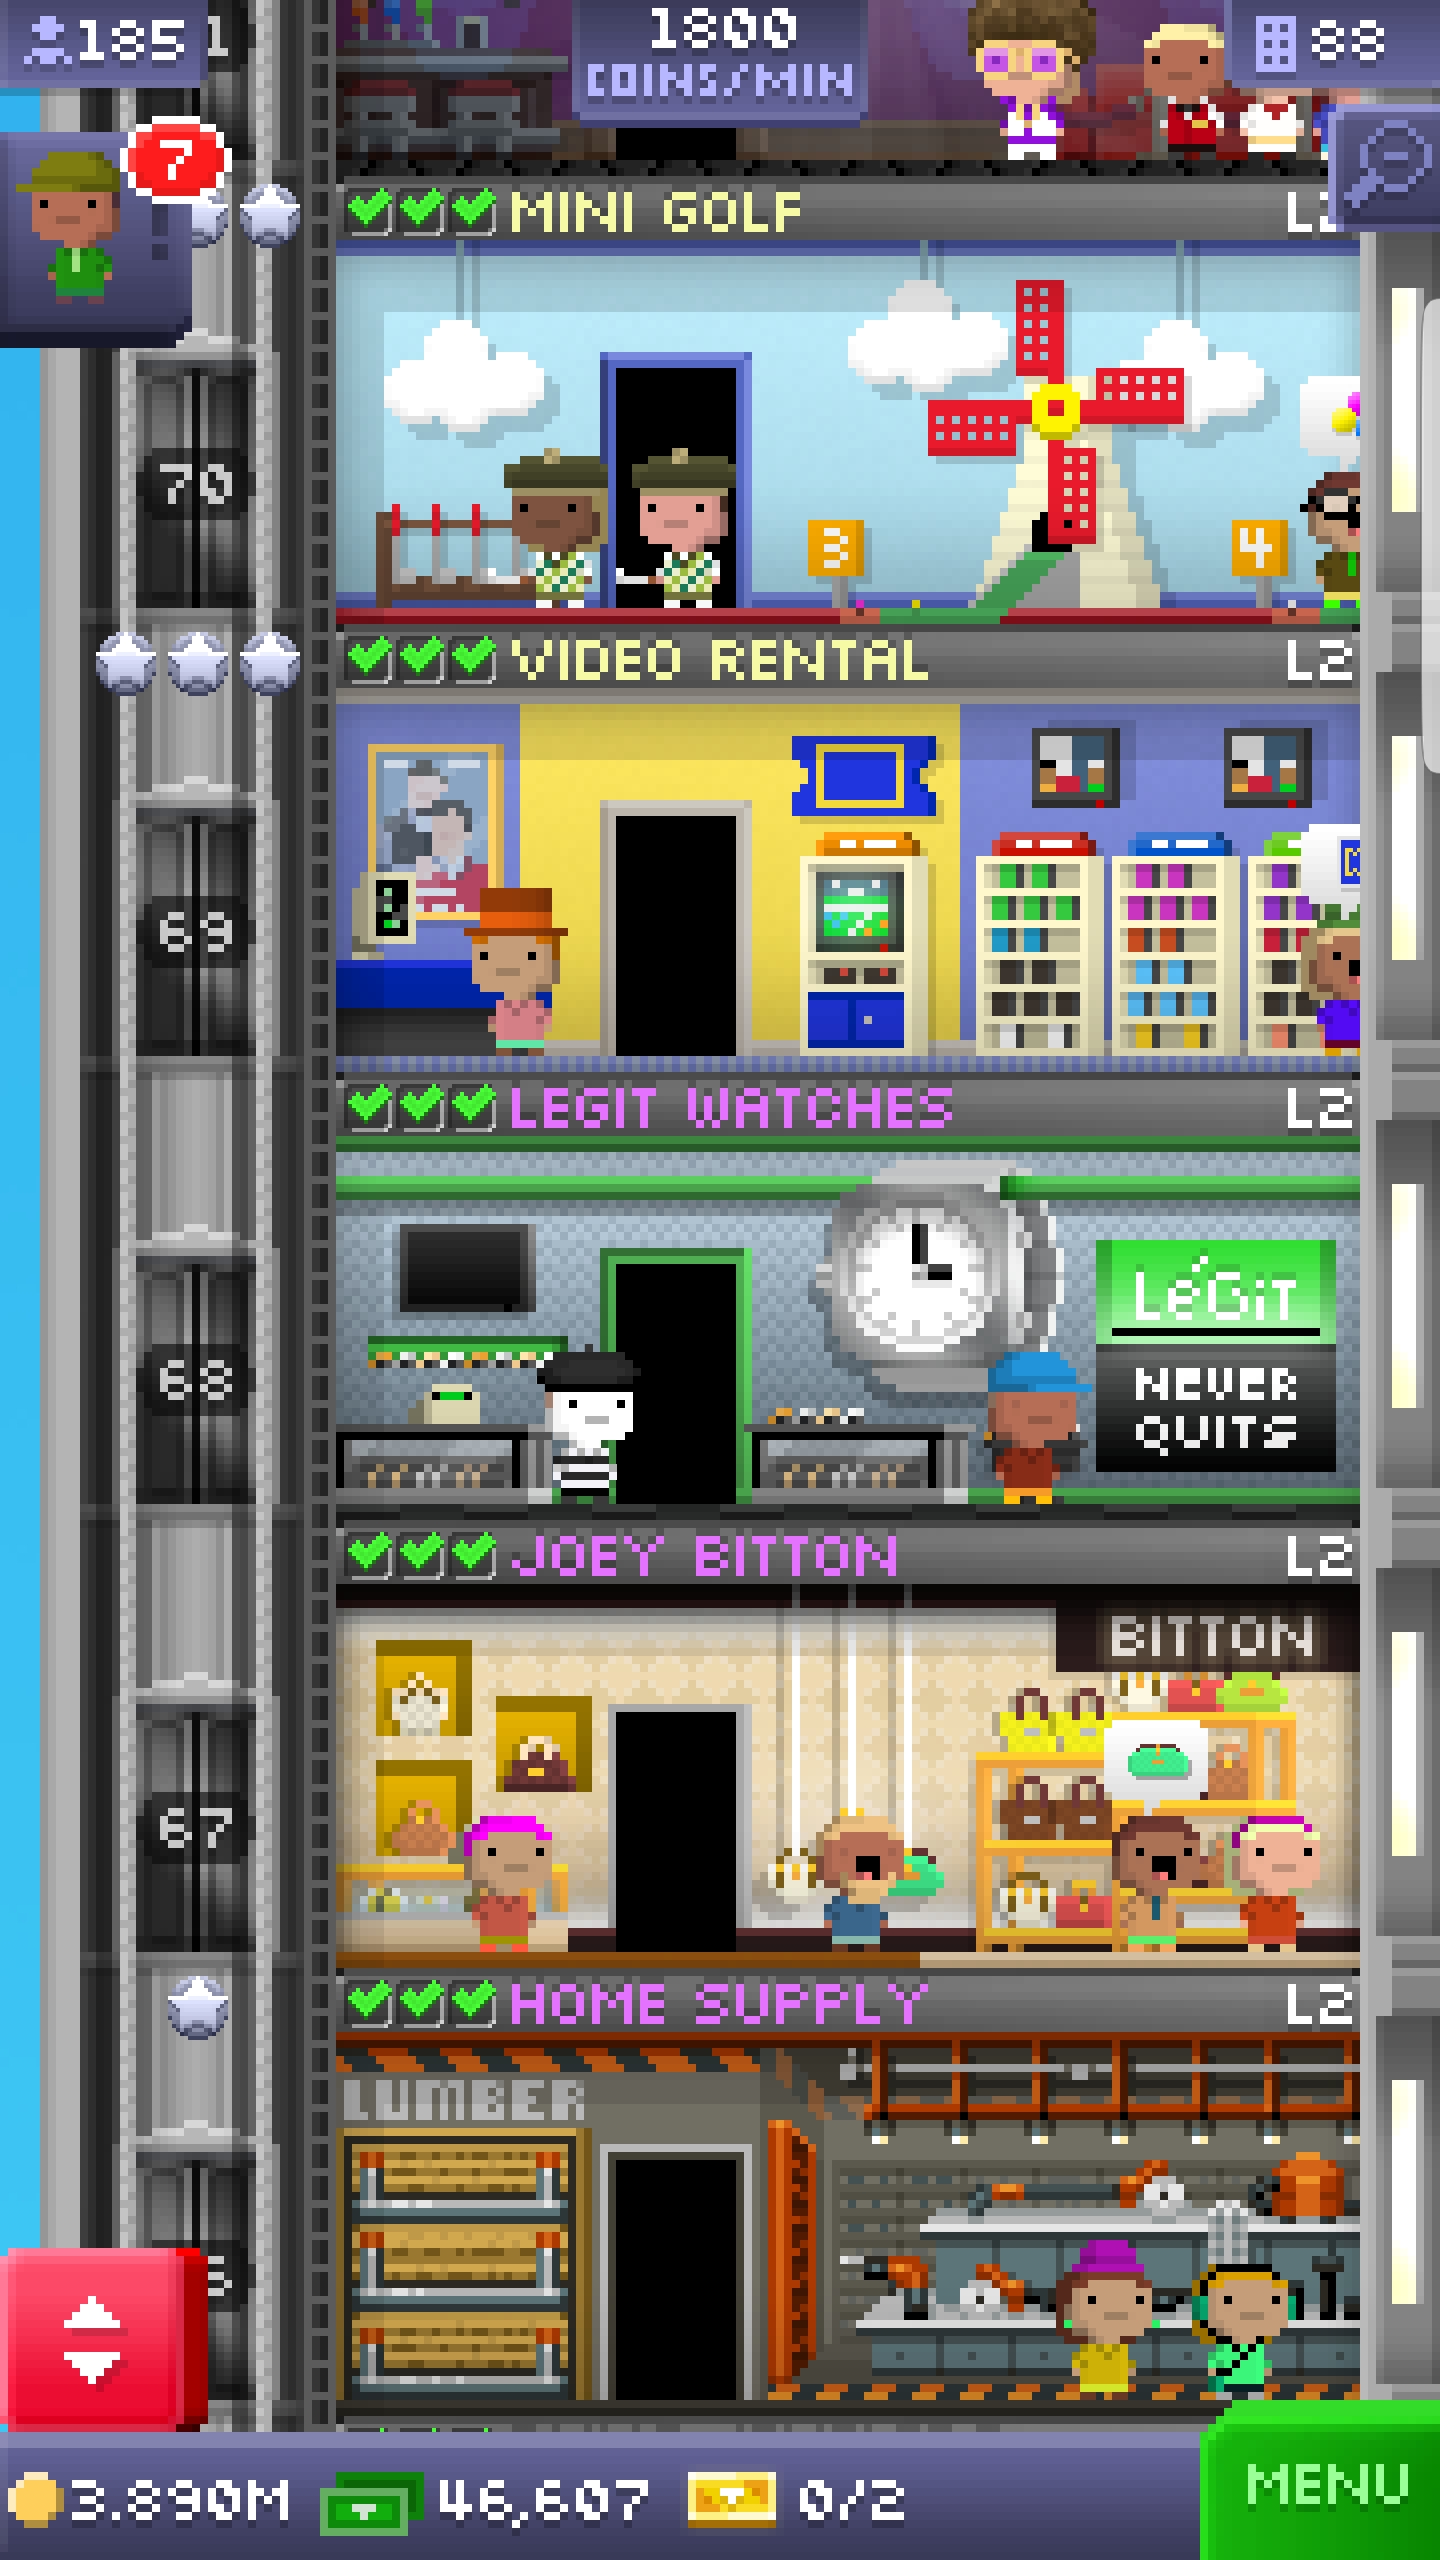 185
1
1800
COINS/MIN
88
7
MINI GOLF
70
3
4
VIDEO RENTAL L2
69
LEGIT WATCHES L2
LéGiT
NEVER
QUITS
68
JOEY BITTON L2
BITTON
67
HOME SUPPLY L2
LUMBER
3.890M 46,607 0/2
MENU